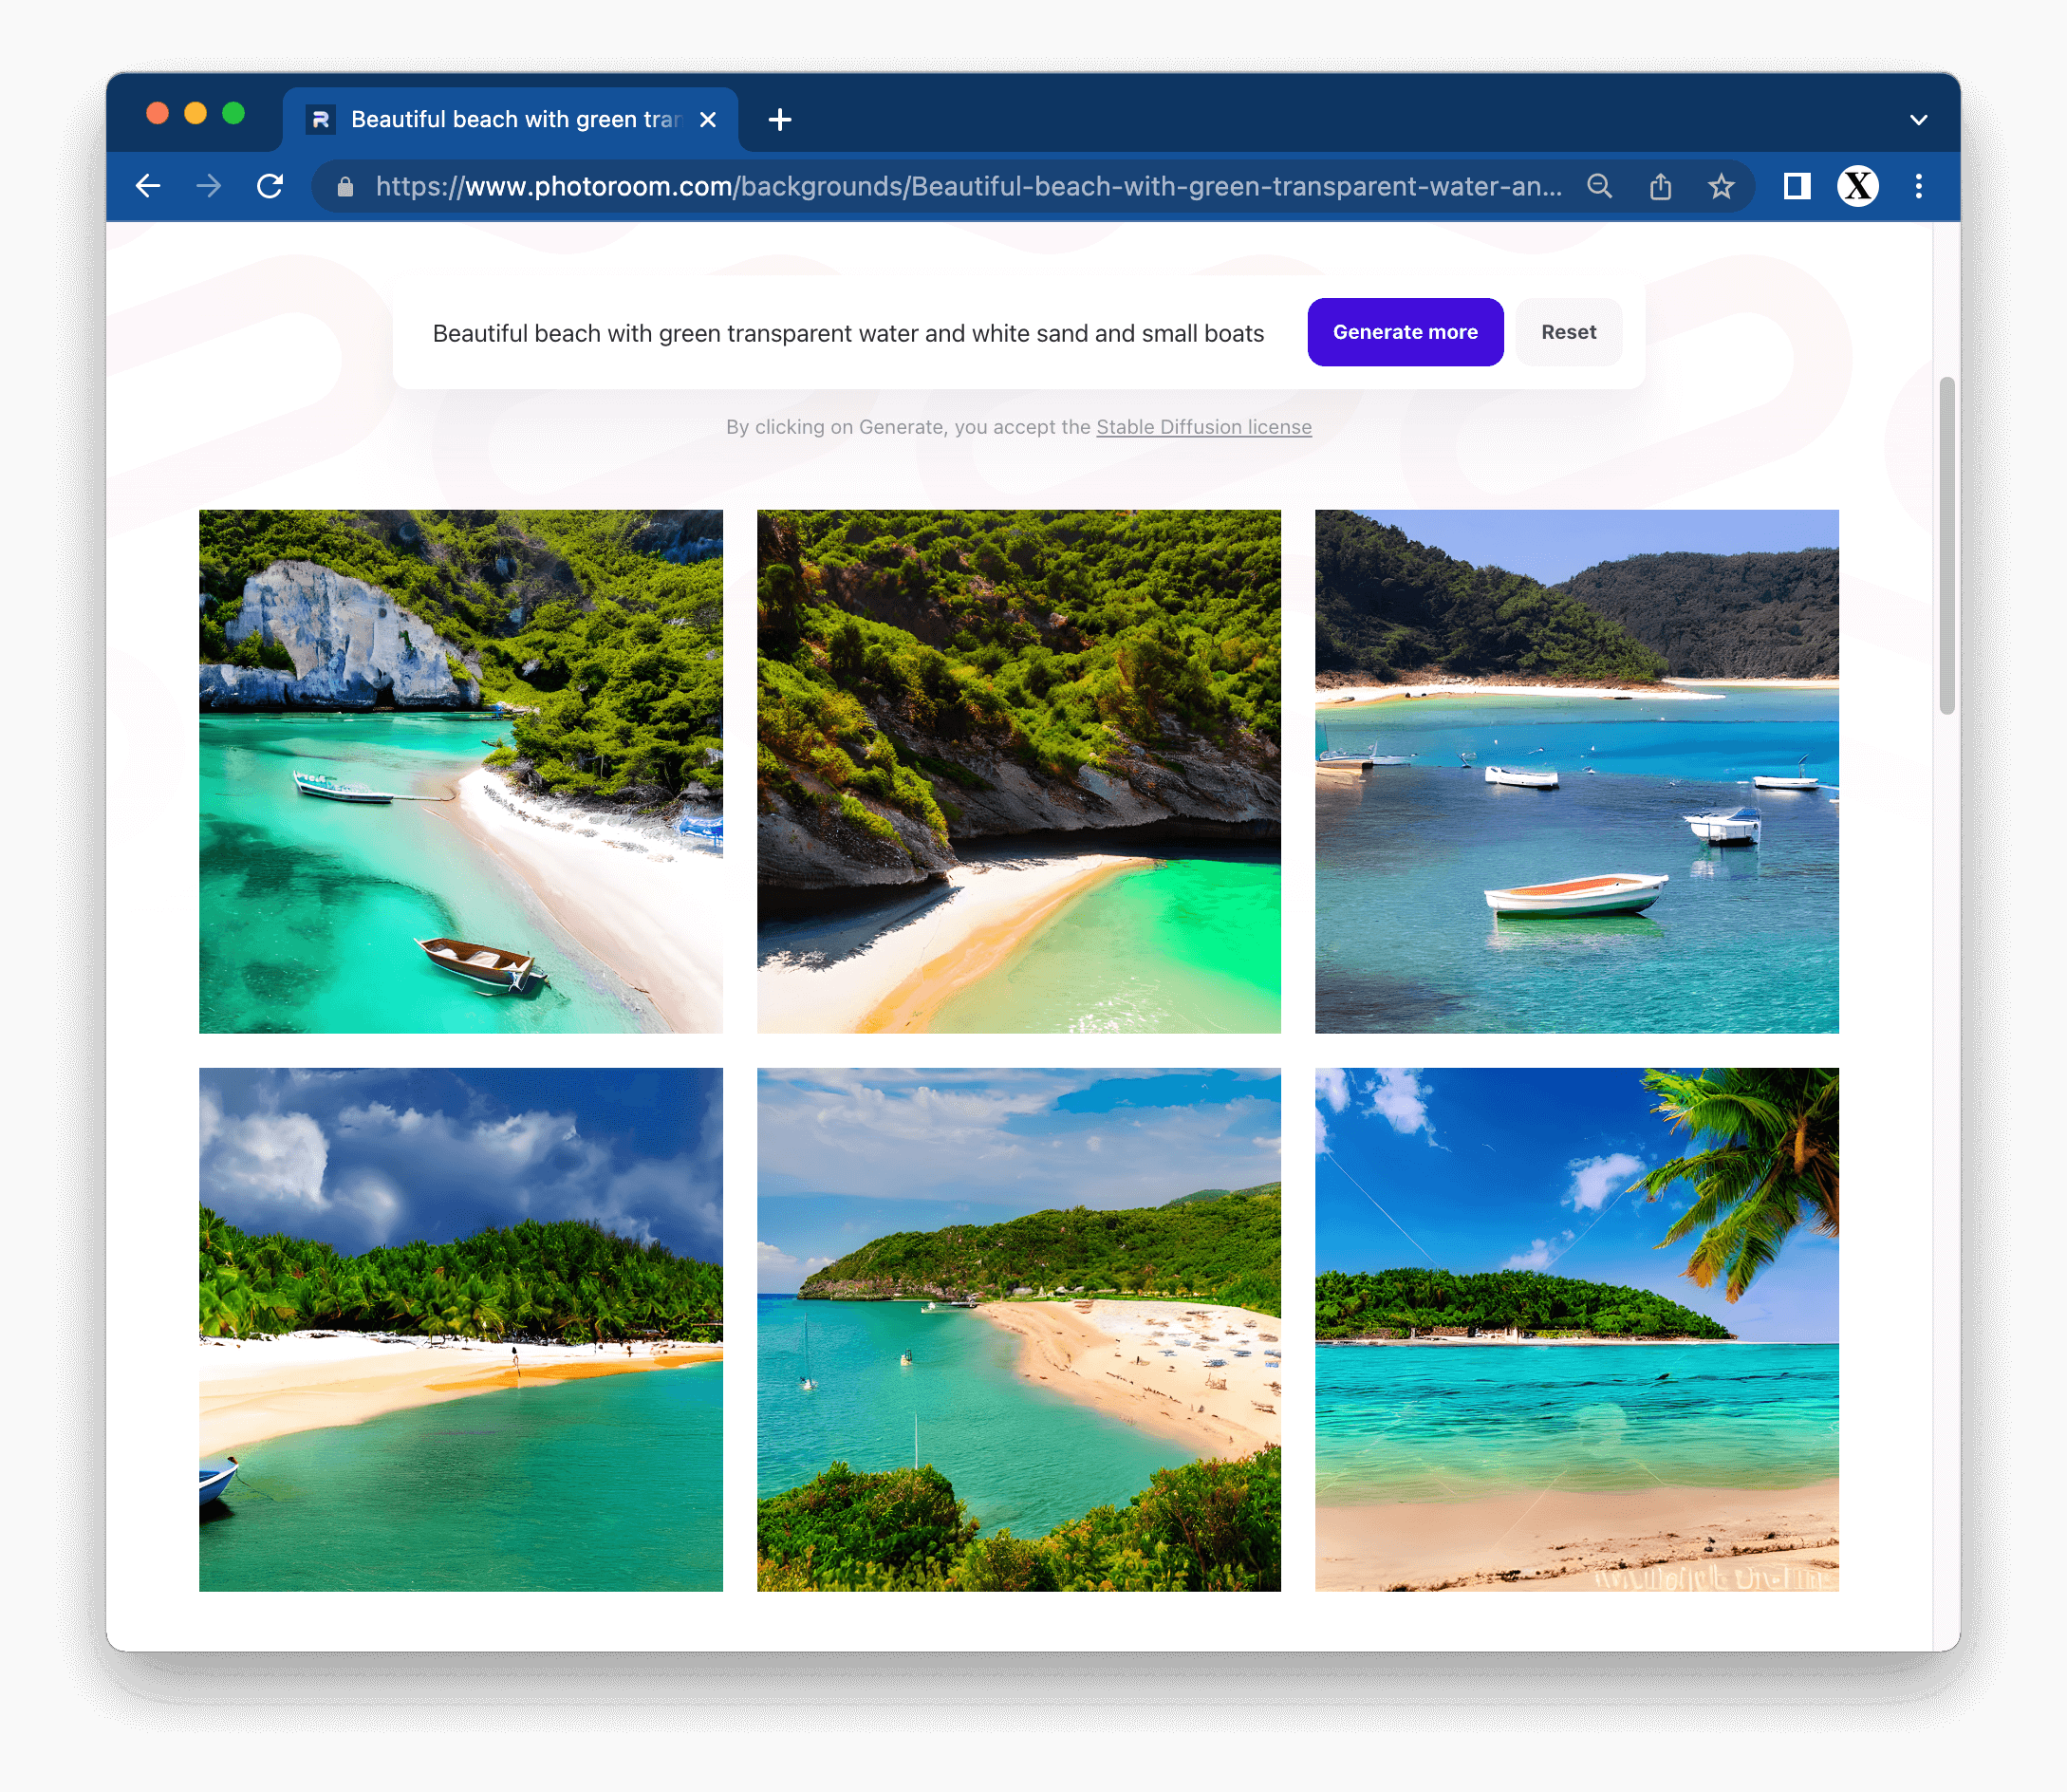 Beautiful beach with green tran
https://www.photoroom.com/backgrounds/Beautiful-beach-with-green-transparent-water-an...
X
Beautiful beach with green transparent water and white sand and small boats
Generate more
Reset
By clicking on Generate, you accept the Stable Diffusion license